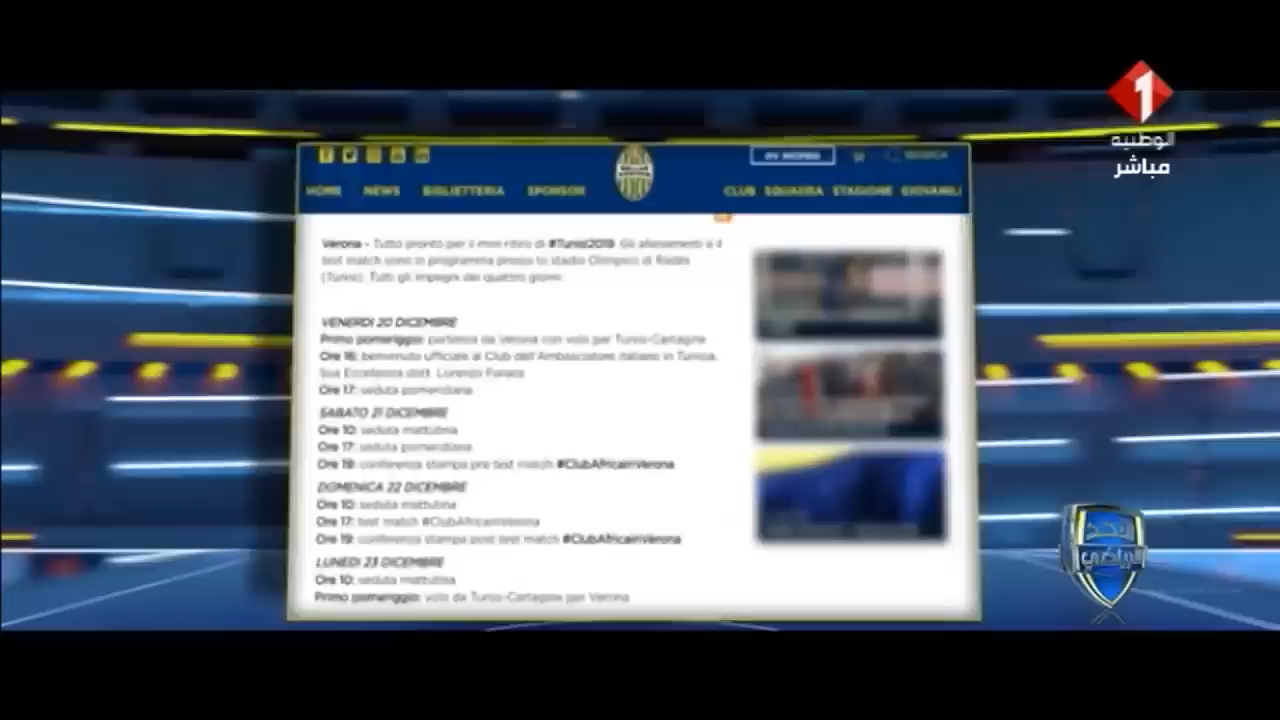 1
الوطنية
مباشر
HOME NEWS BIGLIETTERIA SPONSOR CLUB SQUADRA STAGIONE GIOVANILI
HELLAS VERONA
Verona - Tutto pronto per il mini ritiro di #Tunisi2019. Gli allenamenti e il
test match sono in programma presso lo stadio Olimpico di Radès
(Tunisi). Tutti gli impegni dei quattro giorni:
VENERDÌ 20 DICEMBRE
Primo pomeriggio: partenza da Verona con volo per Tunisi-Cartagine
Ore 16: benvenuto ufficiale al Club dell'Ambasciatore italiano in Tunisia,
Sua Eccellenza dott. Lorenzo Fanara
Ore 17: seduta pomeridiana
SABATO 21 DICEMBRE
Ore 10: seduta mattutina
Ore 17: seduta pomeridiana
Ore 19: conferenza stampa pre test match #ClubAfricainVerona
DOMENICA 22 DICEMBRE
Ore 10: seduta mattutina
Ore 17: test match #ClubAfricainVerona
Ore 19: conferenza stampa post test match #ClubAfricainVerona
LUNEDÌ 23 DICEMBRE
Ore 10: seduta mattutina
Primo pomeriggio: volo da Tunisi-Cartagine per Verona
الأحد
الرياضي